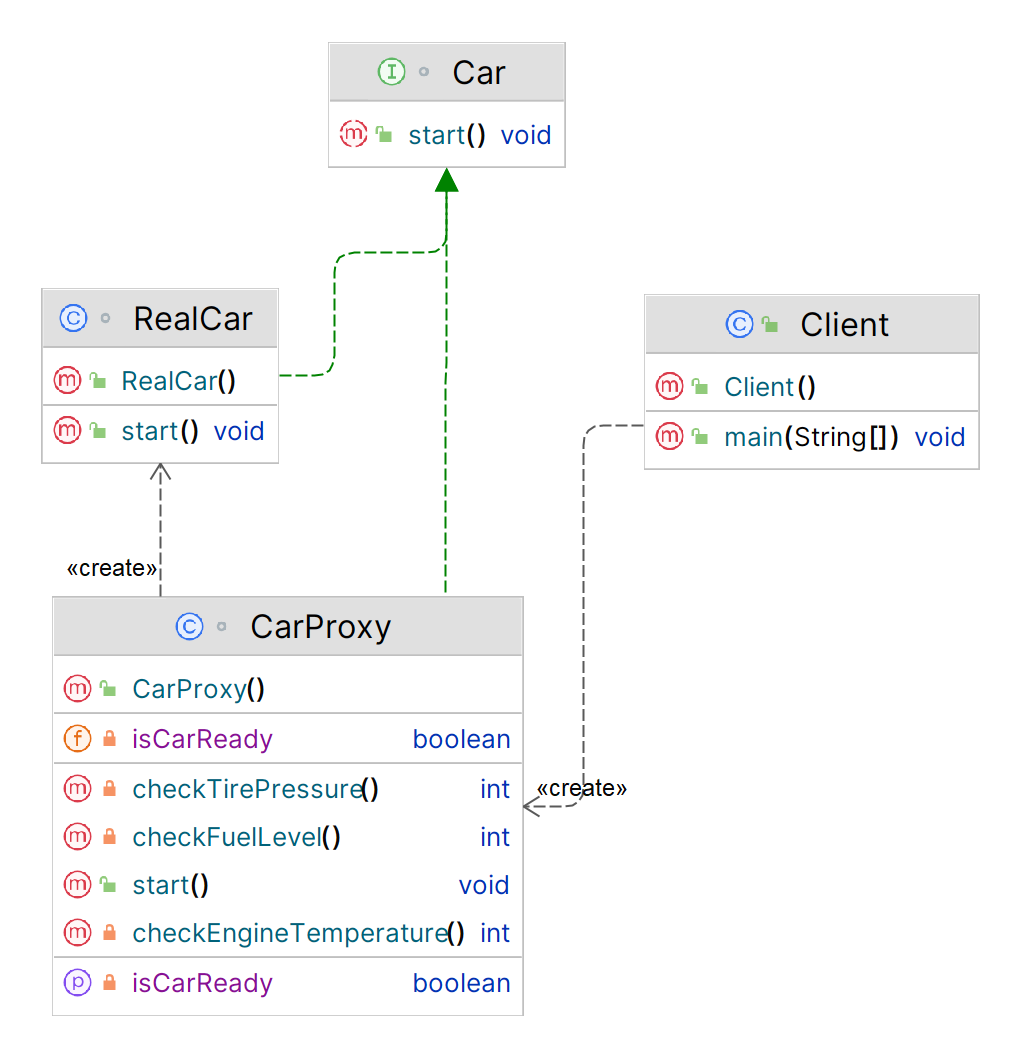 Car
start() void
RealCar
RealCar()
start() void
Client
Client()
main(String[]) void
«create»
CarProxy
CarProxy()
isCarReady boolean
checkTirePressure() int
checkFuelLevel() int
start() void
checkEngineTemperature() int
isCarReady boolean
«create»